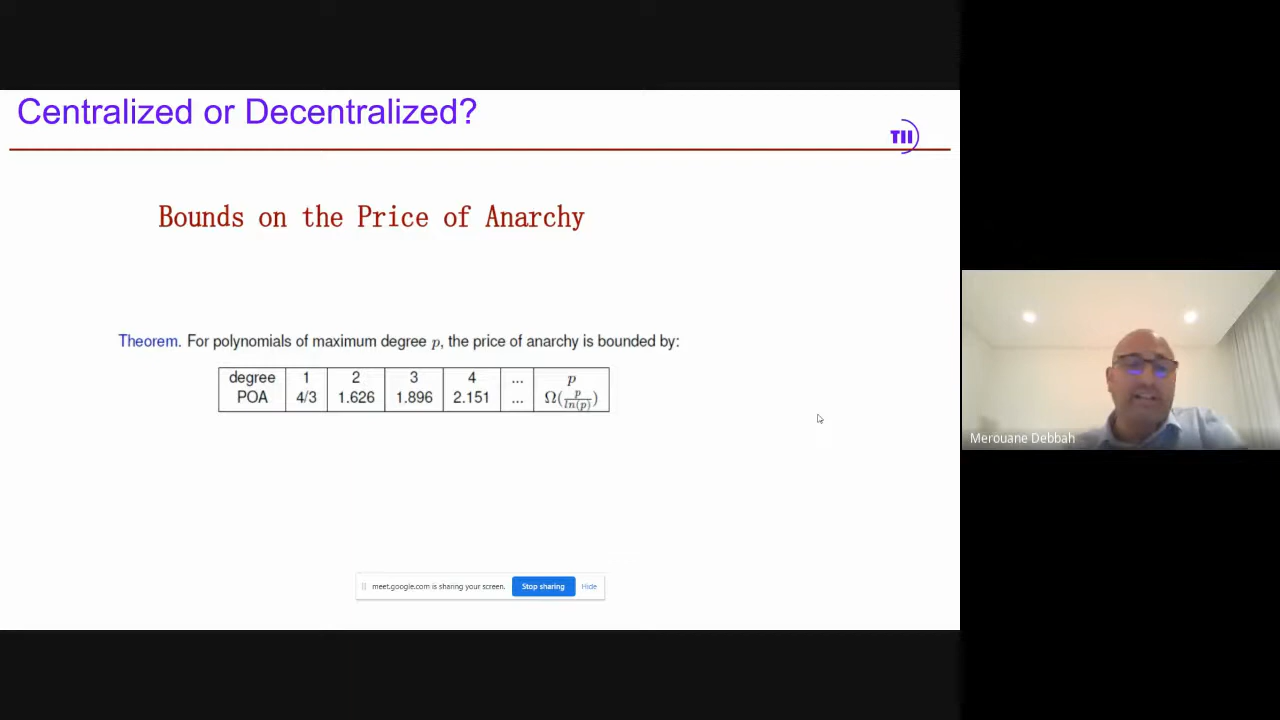 Centralized or Decentralized?
TII
Bounds on the Price of Anarchy
Theorem. For polynomials of maximum degree p, the price of anarchy is bounded by:
degree 1 2 3 4 ... p
POA 4/3 1.626 1.896 2.151 ... Ω(p/ln(p))
Merouane Debbah
meet.google.com is sharing your screen. Stop sharing Hide